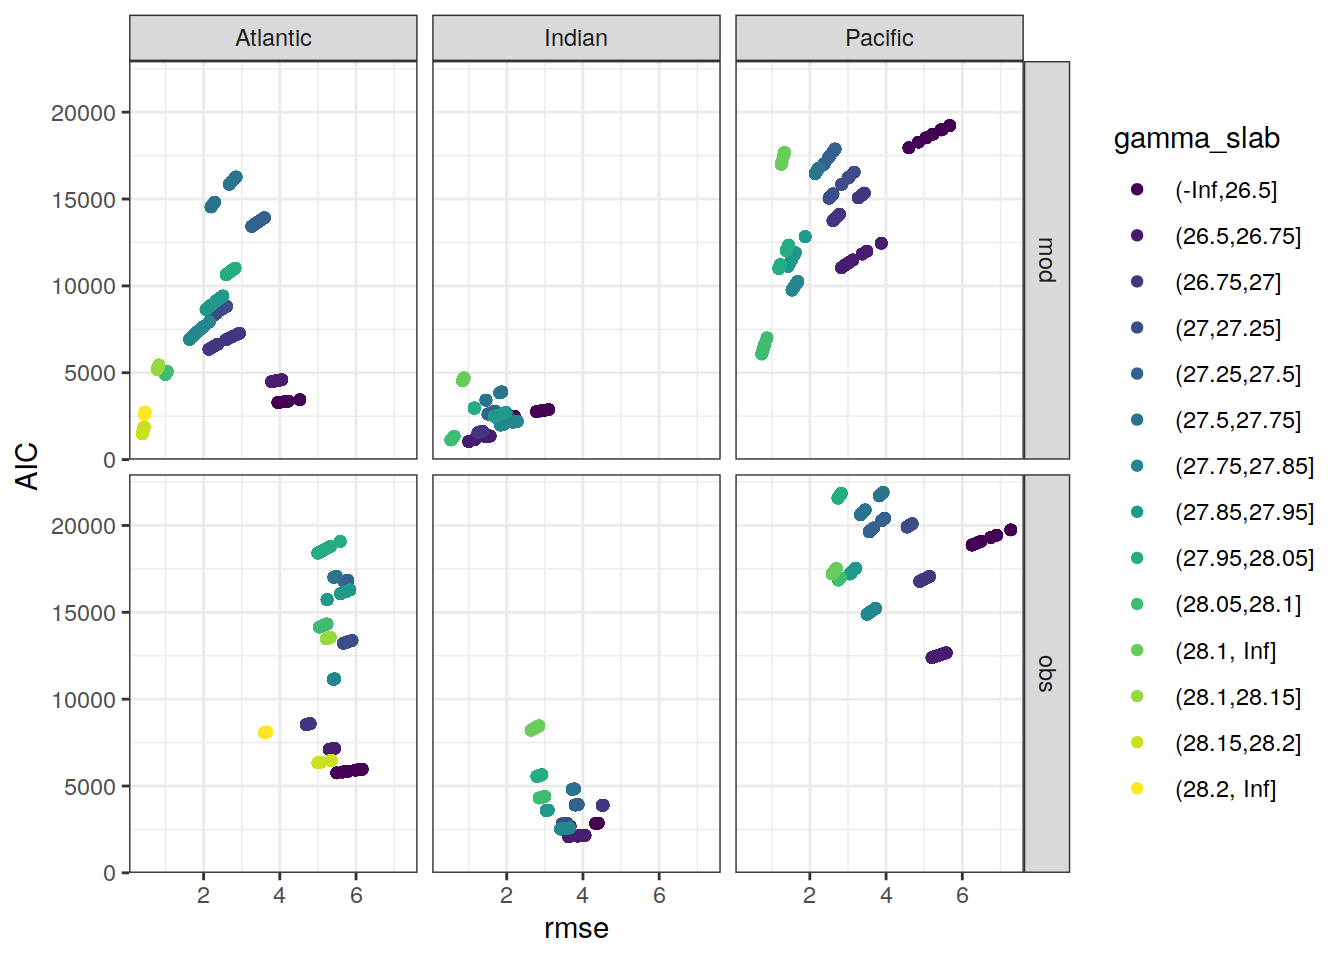 Atlantic
Indian
Pacific
20000
15000
10000
5000
0
mod
20000
15000
10000
5000
0
obs
2
4
6
2
4
6
2
4
6
rmse
AIC
gamma_slab
(-Inf,26.5]
(26.5,26.75]
(26.75,27]
(27,27.25]
(27.25,27.5]
(27.5,27.75]
(27.75,27.85]
(27.85,27.95]
(27.95,28.05]
(28.05,28.1]
(28.1, Inf]
(28.1,28.15]
(28.15,28.2]
(28.2, Inf]